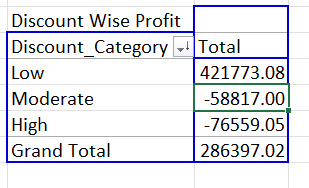 Discount Wise Profit
Discount_Category Total
Low 421773.08
Moderate -58817.00
High -76559.05
Grand Total 286397.02